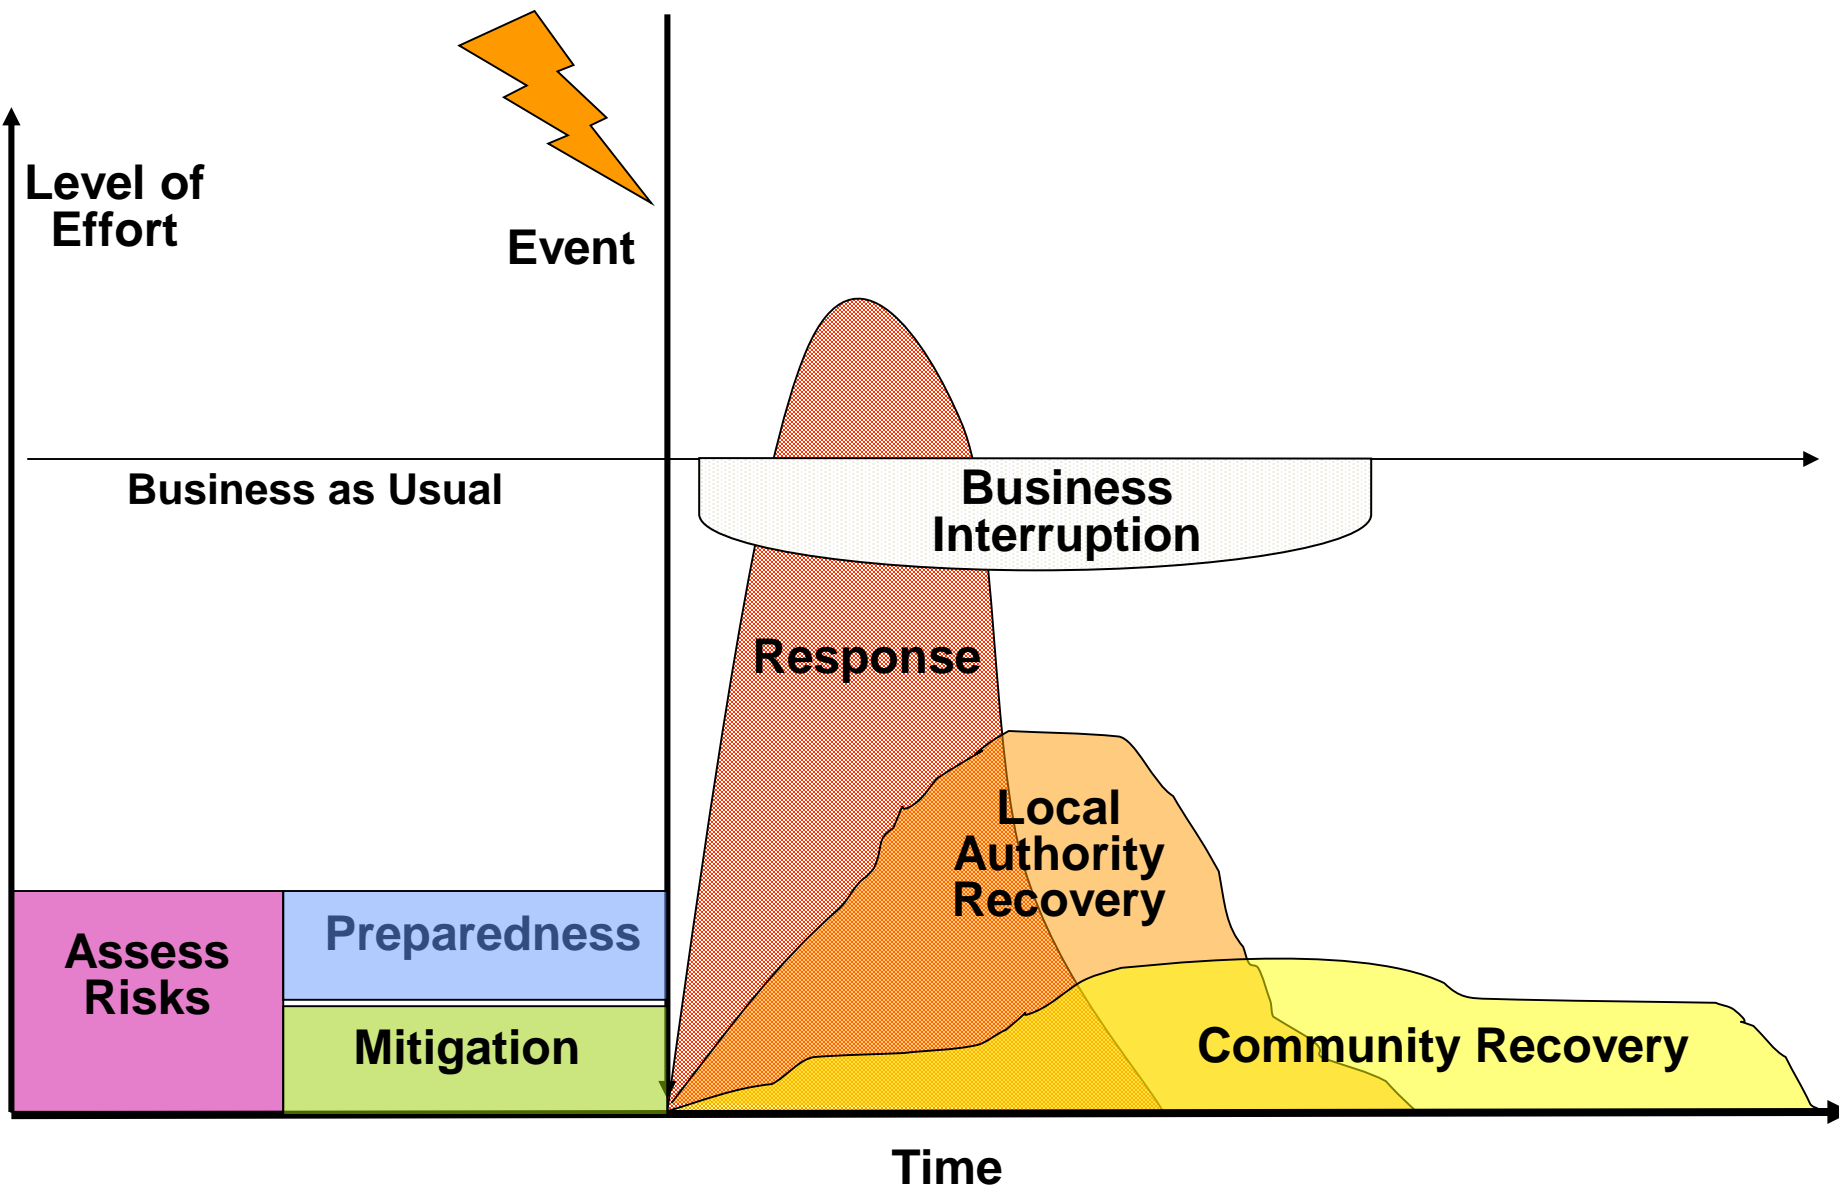 Level of
Effort
Event
Business as Usual
Business
Interruption
Response
Local
Authority
Recovery
Assess
Risks
Preparedness
Mitigation
Community Recovery
Time